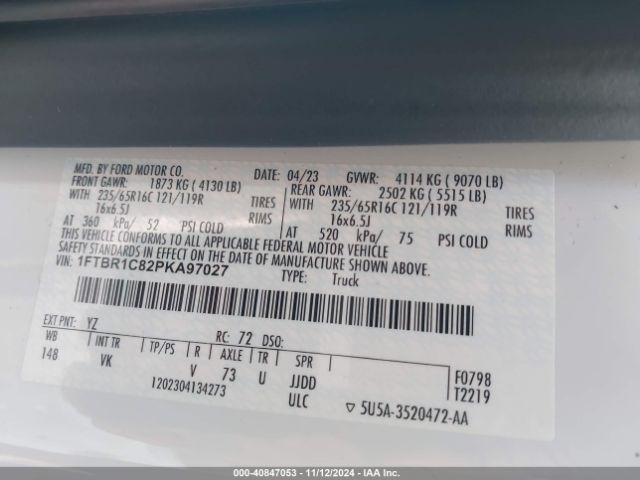 MFD. BY FORD MOTOR CO.
DATE: 04/23 GVWR: 4114 KG ( 9070 LB)
FRONT GAWR: 1873 KG ( 4130 LB)
REAR GAWR: 2502 KG ( 5515 LB)
WITH 235/65R16C 121/119R TIRES
WITH 235/65R16C 121/119R TIRES
16x6.5J RIMS
16x6.5J RIMS
AT 360 kPa/ 52 PSI COLD
AT 520 kPa/ 75 PSI COLD
THIS VEHICLE CONFORMS TO ALL APPLICABLE FEDERAL MOTOR VEHICLE
SAFETY STANDARDS IN EFFECT ON THE DATE OF MANUFACTURE SHOWN ABOVE.
VIN: 1FTBR1C82PKA97027
TYPE: Truck
EXT PNT: YZ RC: 72 DSO:
WB INT TR TP/PS R AXLE TR SPR
148 VK V 73 U JJDD
F0798
T2219
1202304134273 ULC
5U5A-3520472-AA
000-40847053 - 11/12/2024 - IAA Inc.